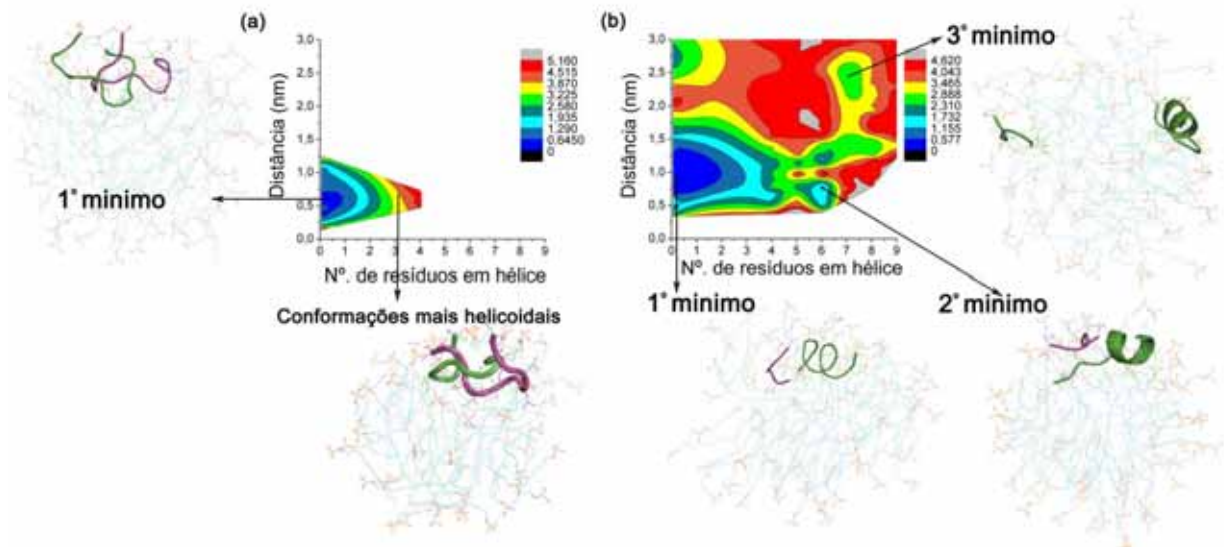 (a)
5.160
4.515
3.870
3.225
2.580
1.935
1.290
0.6450
0
Distância (nm)
3.0
2.5
2.0
1.5
1.0
0.5
0.0
0 1 2 3 4 5 6 7 8 9
Nº. de resíduos em hélice
1° minimo
Conformações mais helicoidais
(b)
3° minimo
4.620
4.043
3.465
2.888
2.310
1.732
1.155
0.577
0
Distância (nm)
3.0
2.5
2.0
1.5
1.0
0.5
0.0
0 1 2 3 4 5 6 7 8 9
Nº. de resíduos em hélice
1° minimo
2° minimo